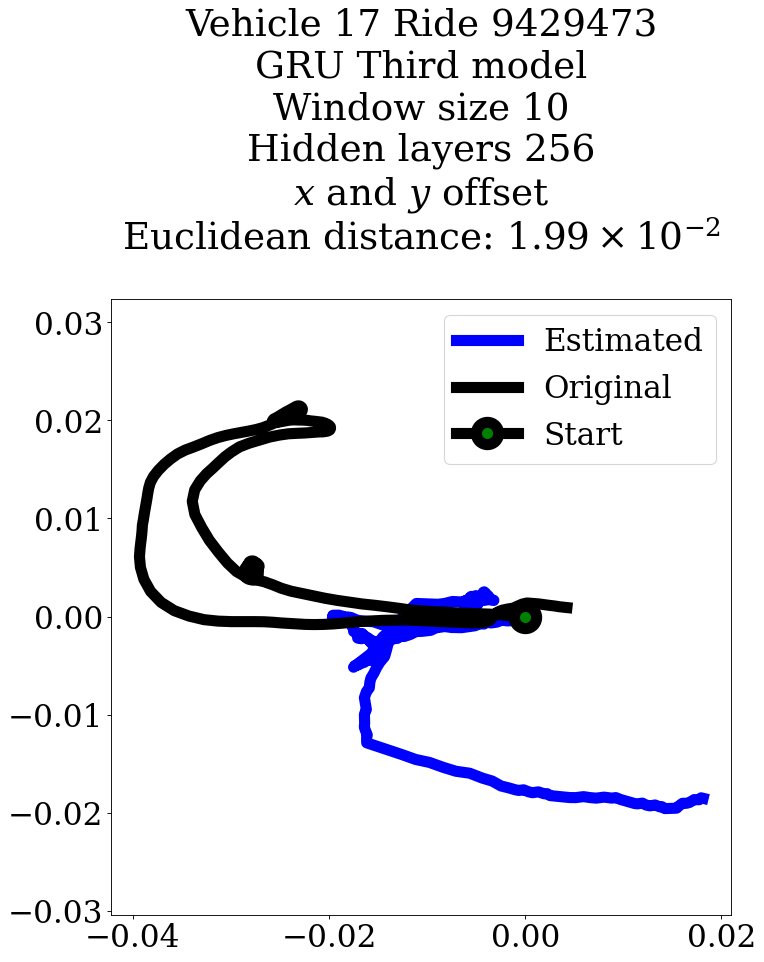 Vehicle 17 Ride 9429473
GRU Third model
Window size 10
Hidden layers 256
x and y offset
Euclidean distance: 1.99 × 10⁻²
0.03
0.02
0.01
0.00
−0.01
−0.02
−0.03
Estimated
Original
Start
−0.04
−0.02
0.00
0.02